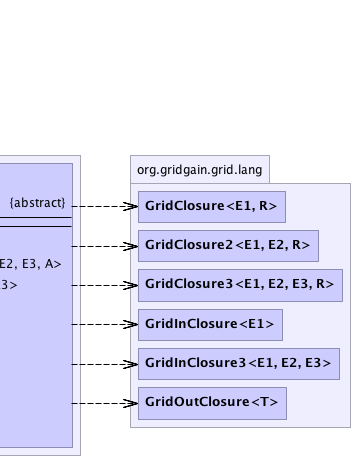 org.gridgain.grid.lang
{abstract}
GridClosure<E1, R>
GridClosure2<E1, E2, R>
E2, E3, A>
GridClosure3<E1, E2, E3, R>
3>
GridInClosure<E1>
GridInClosure3<E1, E2, E3>
GridOutClosure<T>